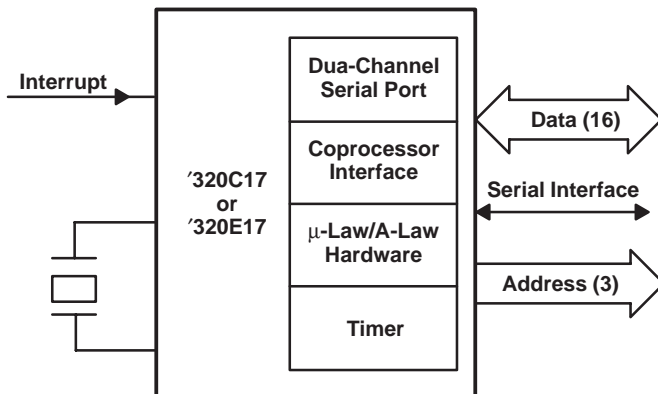 Interrupt
′320C17
or
′320E17
Dua-Channel
Serial Port
Coprocessor
Interface
μ-Law/A-Law
Hardware
Timer
Data (16)
Serial Interface
Address (3)